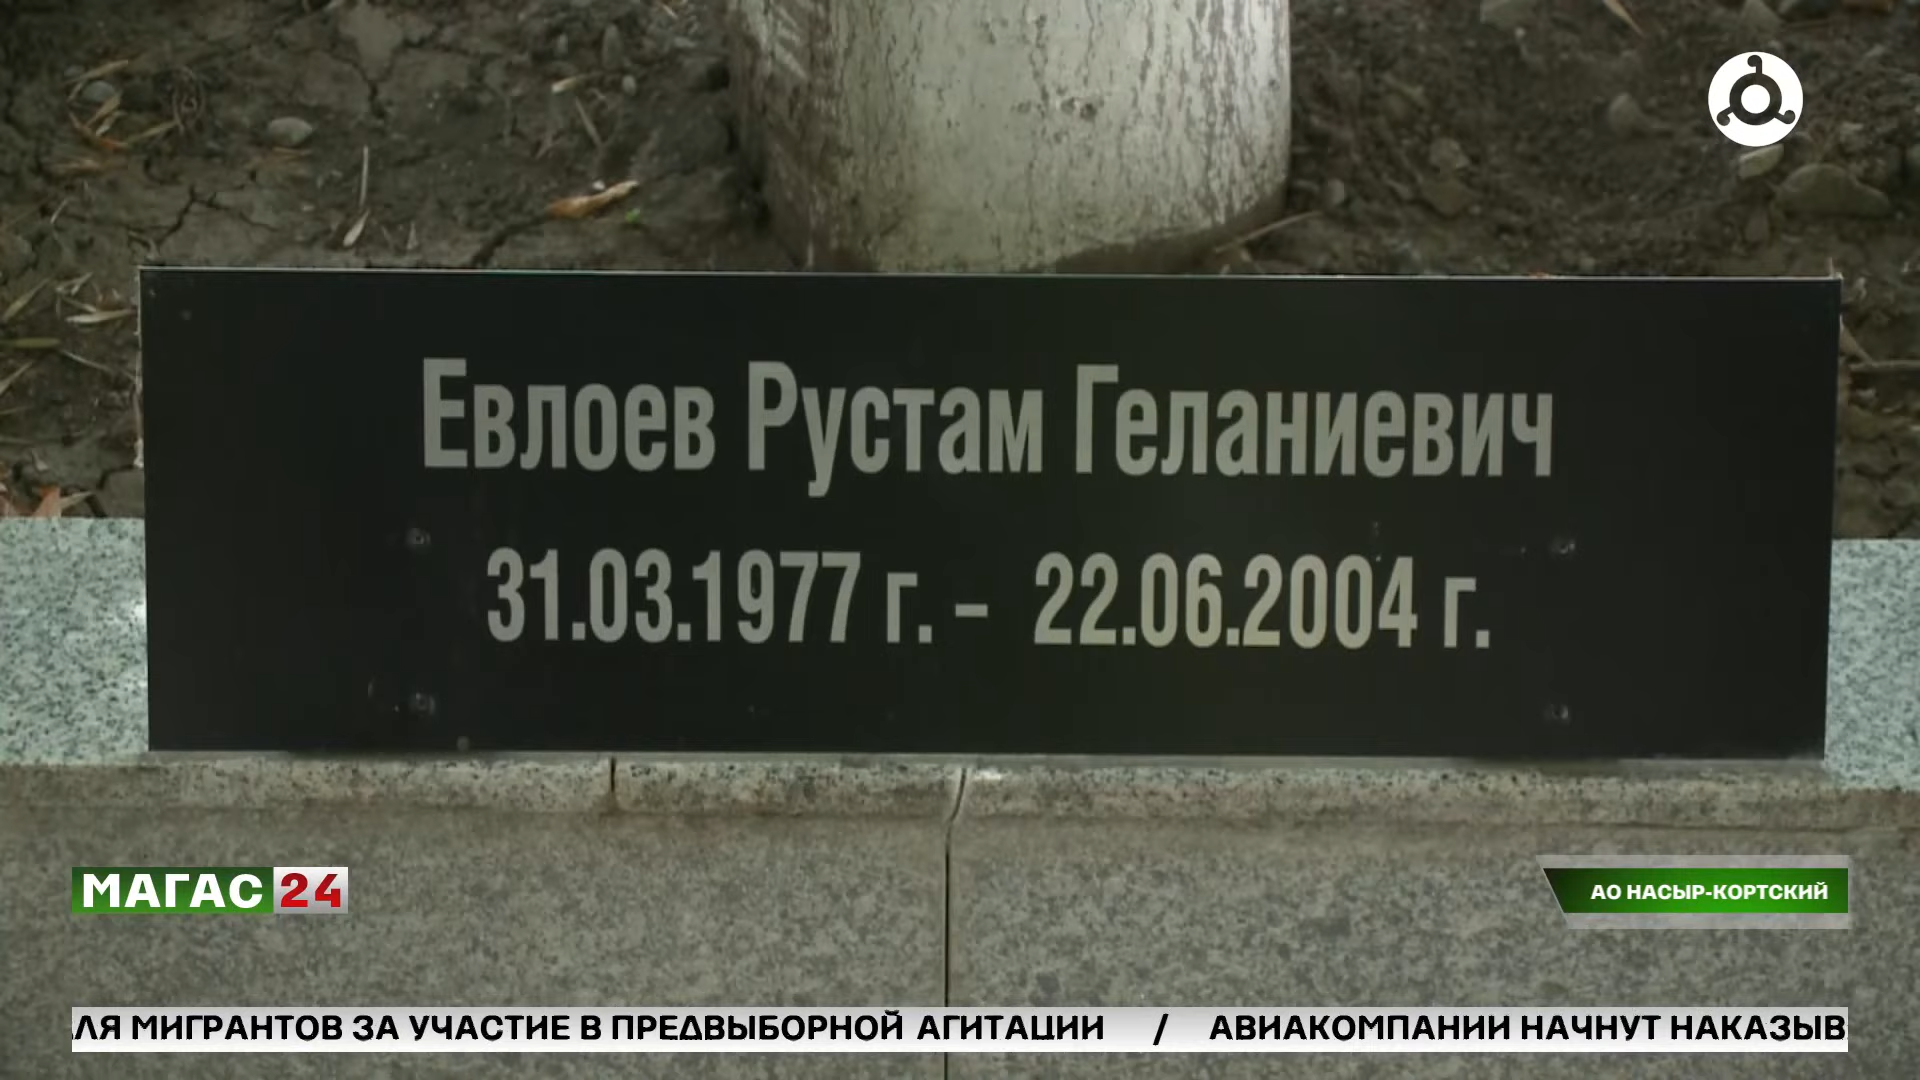 Евлоев Рустам Геланиевич
31.03.1977 г. – 22.06.2004 г.
МАГАС 24
АО НАСЫР-КОРТСКИЙ
ЛЯ МИГРАНТОВ ЗА УЧАСТИЕ В ПРЕДВЫБОРНОЙ АГИТАЦИИ / АВИАКОМПАНИИ НАЧНУТ НАКАЗЫВ